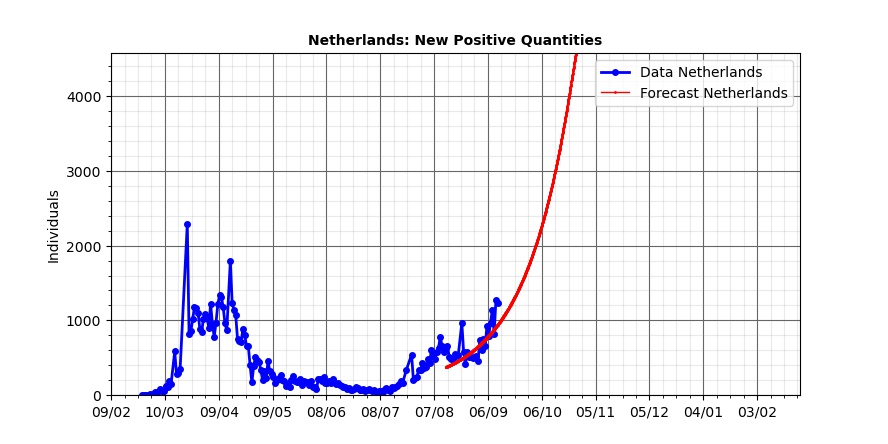 Netherlands: New Positive Quantities
Data Netherlands
Forecast Netherlands
Individuals
4000
3000
2000
1000
0
09/02 10/03 09/04 09/05 08/06 08/07 07/08 06/09 06/10 05/11 05/12 04/01 03/02